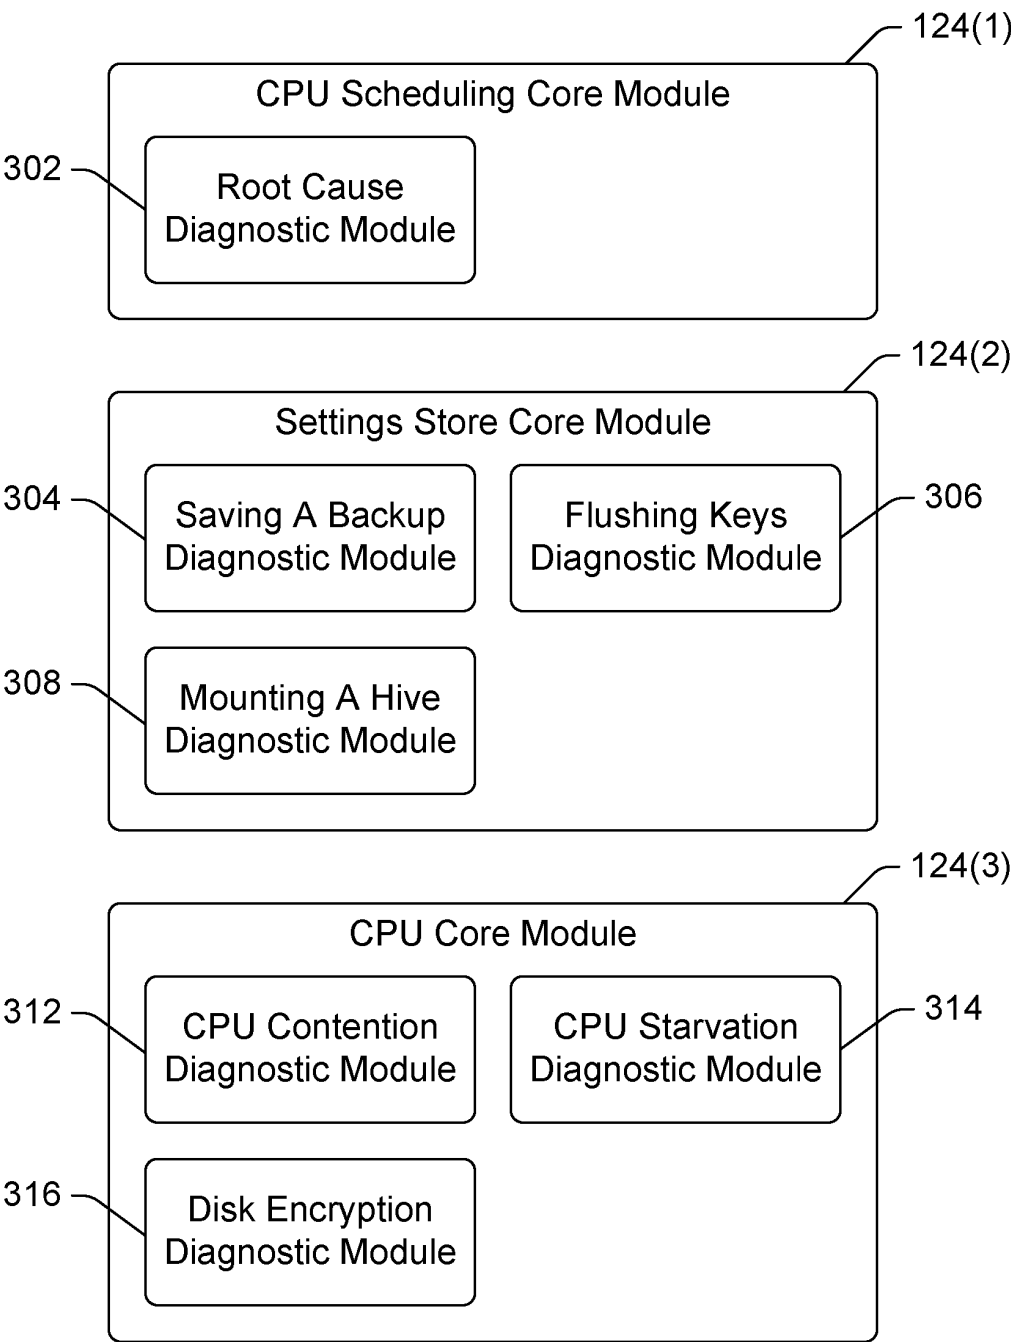 124(1)
CPU Scheduling Core Module
302
Root Cause
Diagnostic Module
124(2)
Settings Store Core Module
304
Saving A Backup
Diagnostic Module
Flushing Keys
Diagnostic Module
306
308
Mounting A Hive
Diagnostic Module
124(3)
CPU Core Module
312
CPU Contention
Diagnostic Module
CPU Starvation
Diagnostic Module
314
316
Disk Encryption
Diagnostic Module